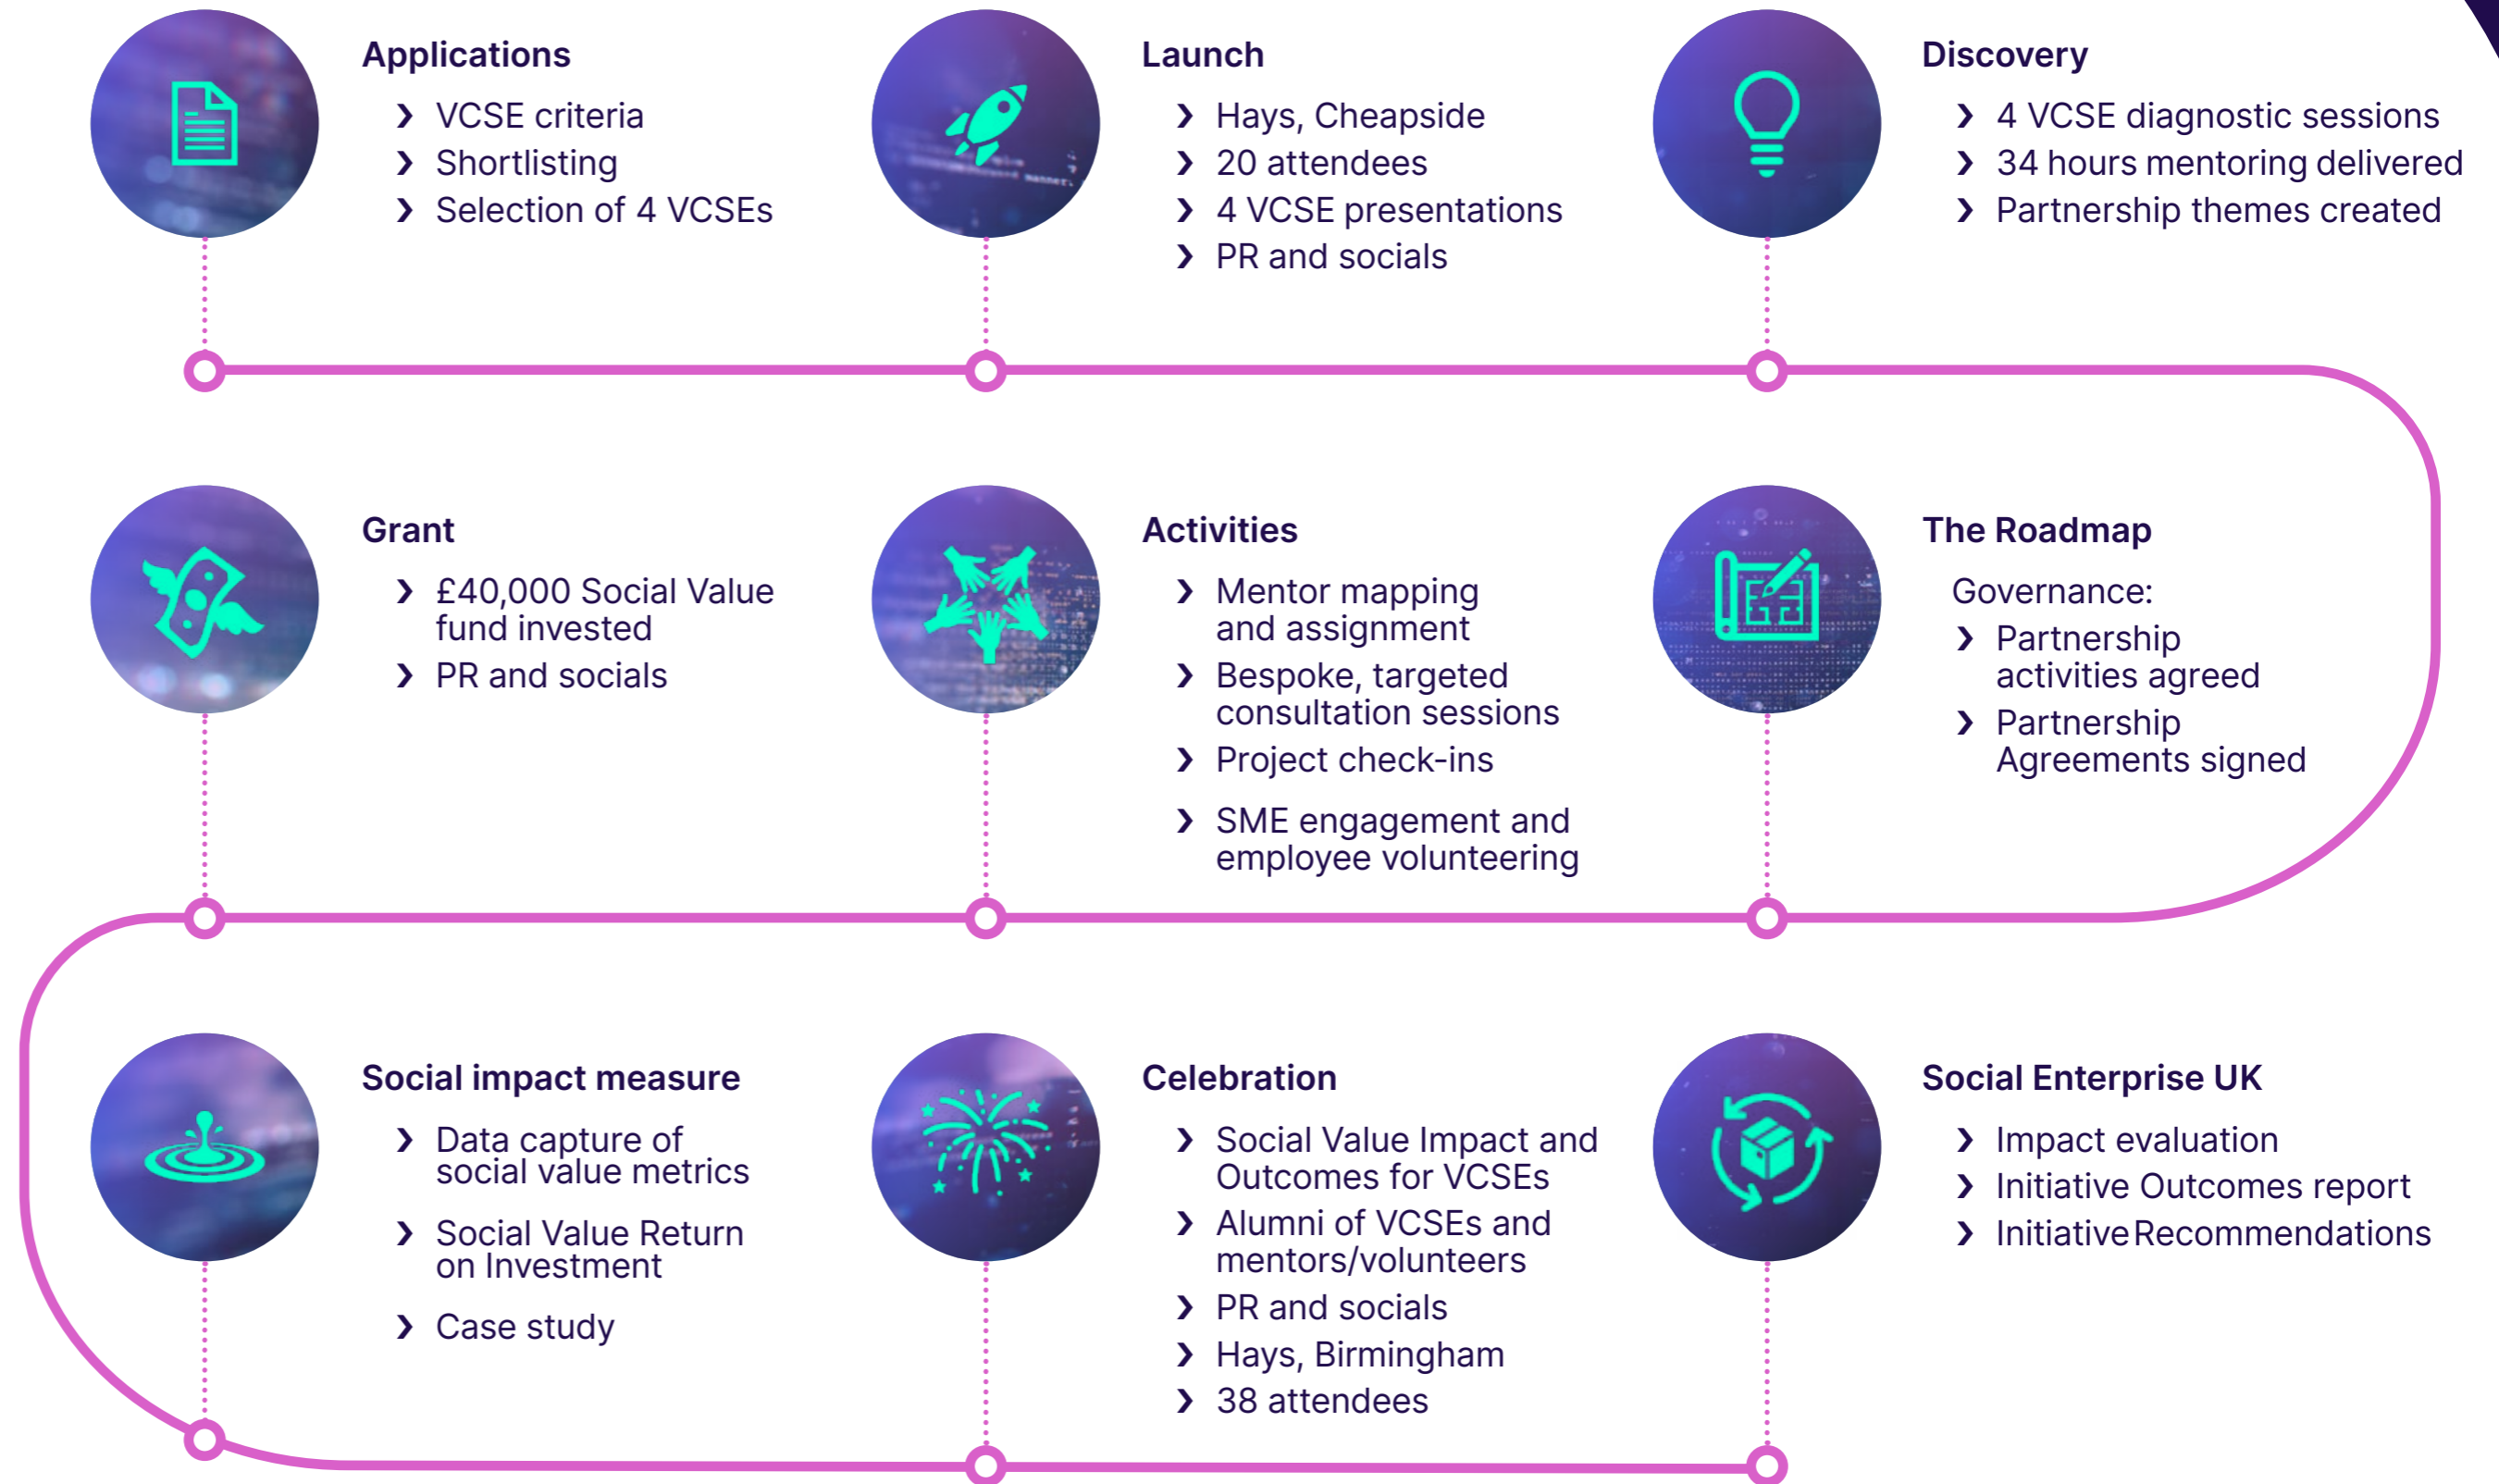 Applications
VCSE criteria
Shortlisting
Selection of 4 VCSEs
Launch
Hays, Cheapside
20 attendees
4 VCSE presentations
PR and socials
Discovery
4 VCSE diagnostic sessions
34 hours mentoring delivered
Partnership themes created
Grant
£40,000 Social Value
fund invested
PR and socials
Activities
Mentor mapping
and assignment
Bespoke, targeted
consultation sessions
Project check-ins
SME engagement and
employee volunteering
The Roadmap
Governance:
Partnership
activities agreed
Partnership
Agreements signed
Social impact measure
Data capture of
social value metrics
Social Value Return
on Investment
Case study
Celebration
Social Value Impact and
Outcomes for VCSEs
Alumni of VCSEs and
mentors/volunteers
PR and socials
Hays, Birmingham
38 attendees
Social Enterprise UK
Impact evaluation
Initiative Outcomes report
Initiative Recommendations